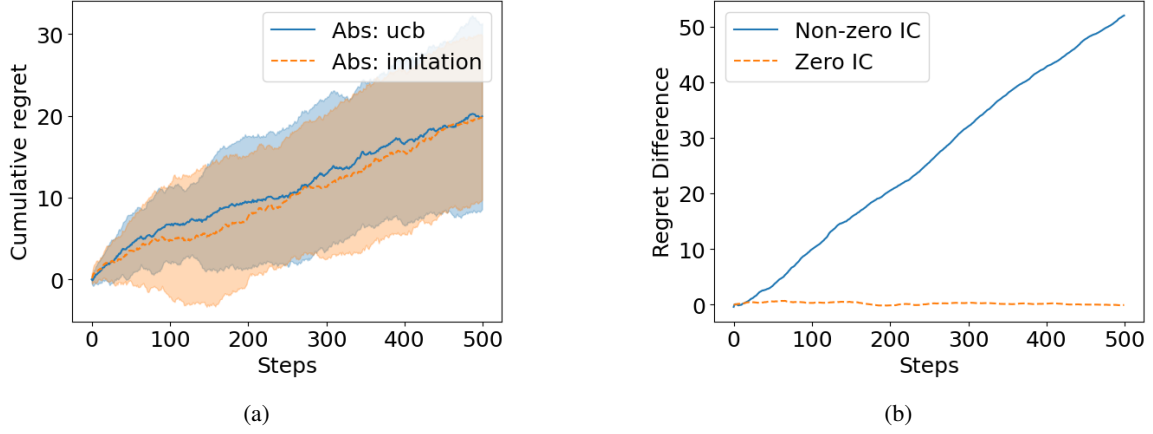 Cumulative regret
30
20
10
0
Abs: ucb
Abs: imitation
0 100 200 300 400 500
Steps
(a)
Regret Difference
50
40
30
20
10
0
Non-zero IC
Zero IC
0 100 200 300 400 500
Steps
(b)